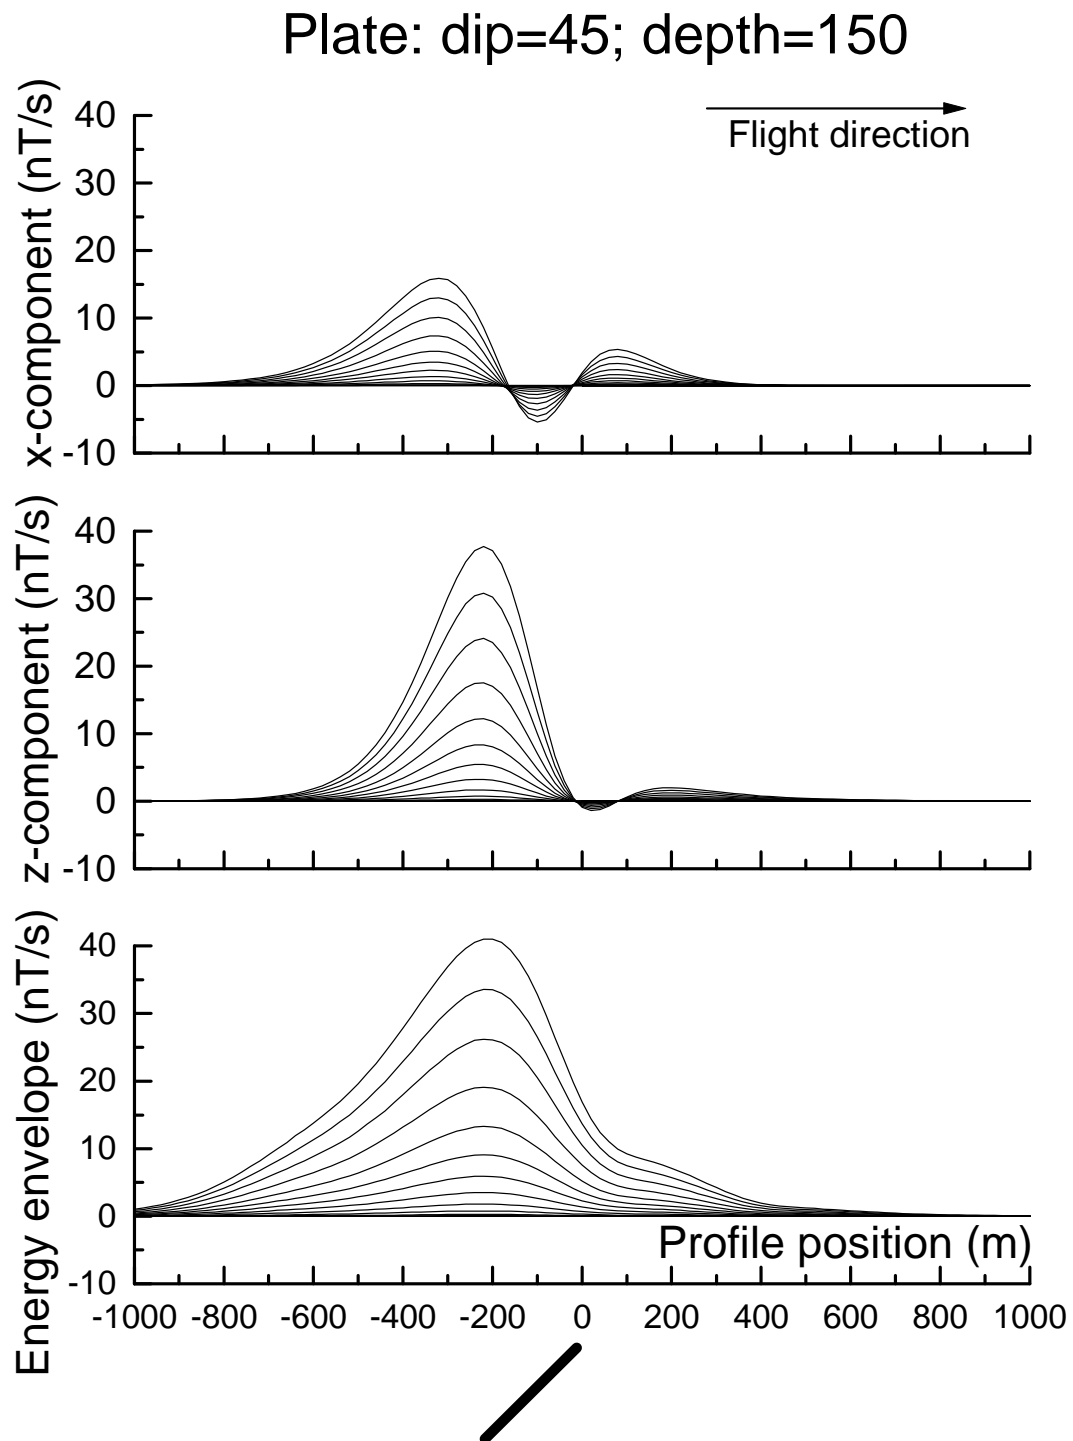 Plate: dip=45; depth=150
Flight direction
x-component (nT/s)
40
30
20
10
0
-10
z-component (nT/s)
40
30
20
10
0
-10
Energy envelope (nT/s)
40
30
20
10
0
-10
Profile position (m)
-1000 -800 -600 -400 -200 0 200 400 600 800 1000